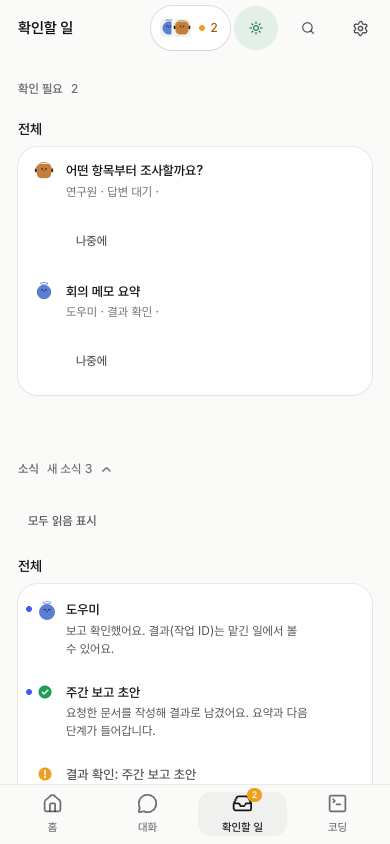 확인할 일
2
확인 필요 2
전체
어떤 항목부터 조사할까요?
연구원 · 답변 대기 ·
나중에
회의 메모 요약
도우미 · 결과 확인 ·
나중에
소식 새 소식 3
모두 읽음 표시
전체
도우미
보고 확인했어요. 결과(작업 ID)는 맡긴 일에서 볼
수 있어요.
주간 보고 초안
요청한 문서를 작성해 결과로 남겼어요. 요약과 다음
단계가 들어갑니다.
결과 확인: 주간 보고 초안
2
홈 대화 확인할 일 코딩